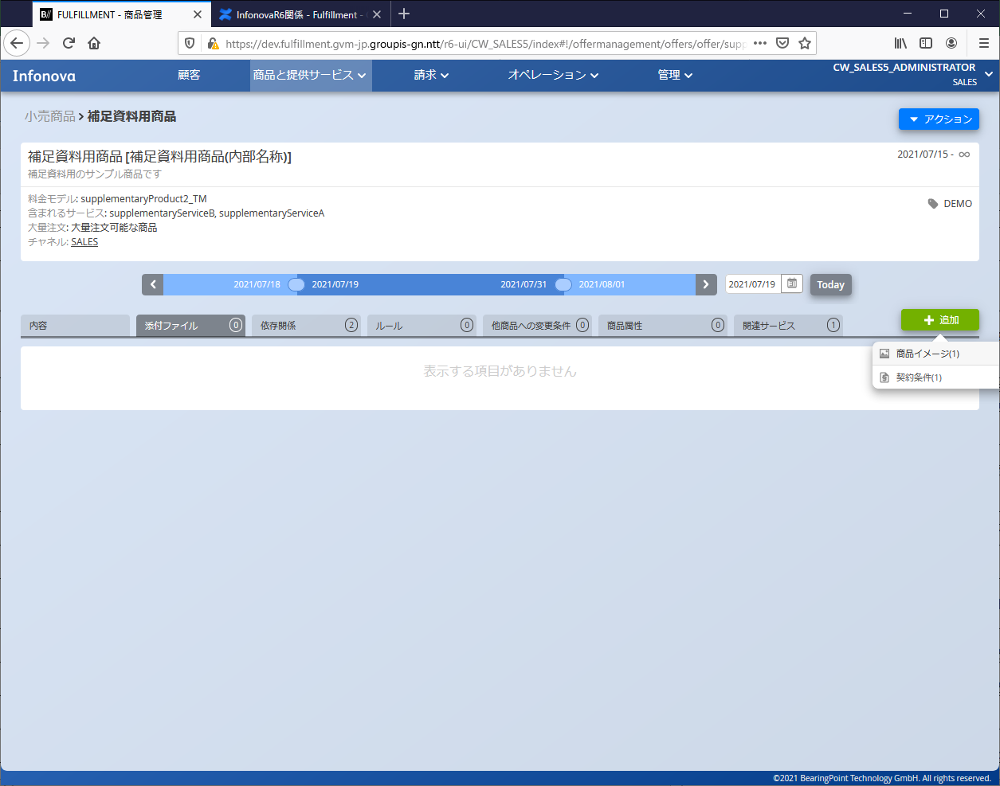 FULFILLMENT - 商品管理
InfonovaR6関係 - Fulfillment -
https://dev.fulfillment.gvm-jp.groupis-gn.ntt/r6-ui/CW_SALES5/index#!/offermanagement/offers/offer/supp
Infonova
顧客
商品と提供サービス
請求
オペレーション
管理
CW_SALES5_ADMINISTRATOR
SALES
小売商品 > 補足資料用商品
アクション
補足資料用商品 [補足資料用商品(内部名称)]
2021/07/15 - ∞
補足資料用のサンプル商品です
料金モデル: supplementaryProduct2_TM
DEMO
含まれるサービス: supplementaryServiceB, supplementaryServiceA
大量注文: 大量注文可能な商品
チャネル: SALES
2021/07/18
2021/07/19
2021/07/31
2021/08/01
2021/07/19
Today
内容
添付ファイル 0
依存関係 2
ルール 0
他商品への変更条件 0
商品属性 0
関連サービス 1
追加
商品イメージ(1)
契約条件(1)
表示する項目がありません
©2021 BearingPoint Technology GmbH. All rights reserved.